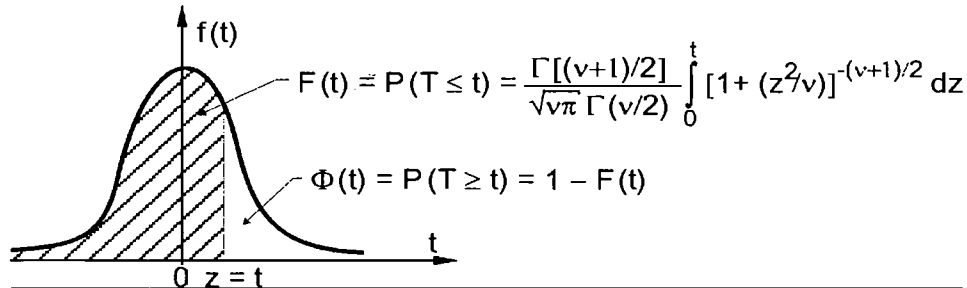 f(t)
F(t) = P(T ≤ t) = Γ[(ν+1)/2] / √νπ Γ(ν/2) ∫₀ᵗ [1+ (z²/ν)]^-(ν+1)/2 dz
Φ(t) = P(T ≥ t) = 1 – F(t)
t
0 z = t